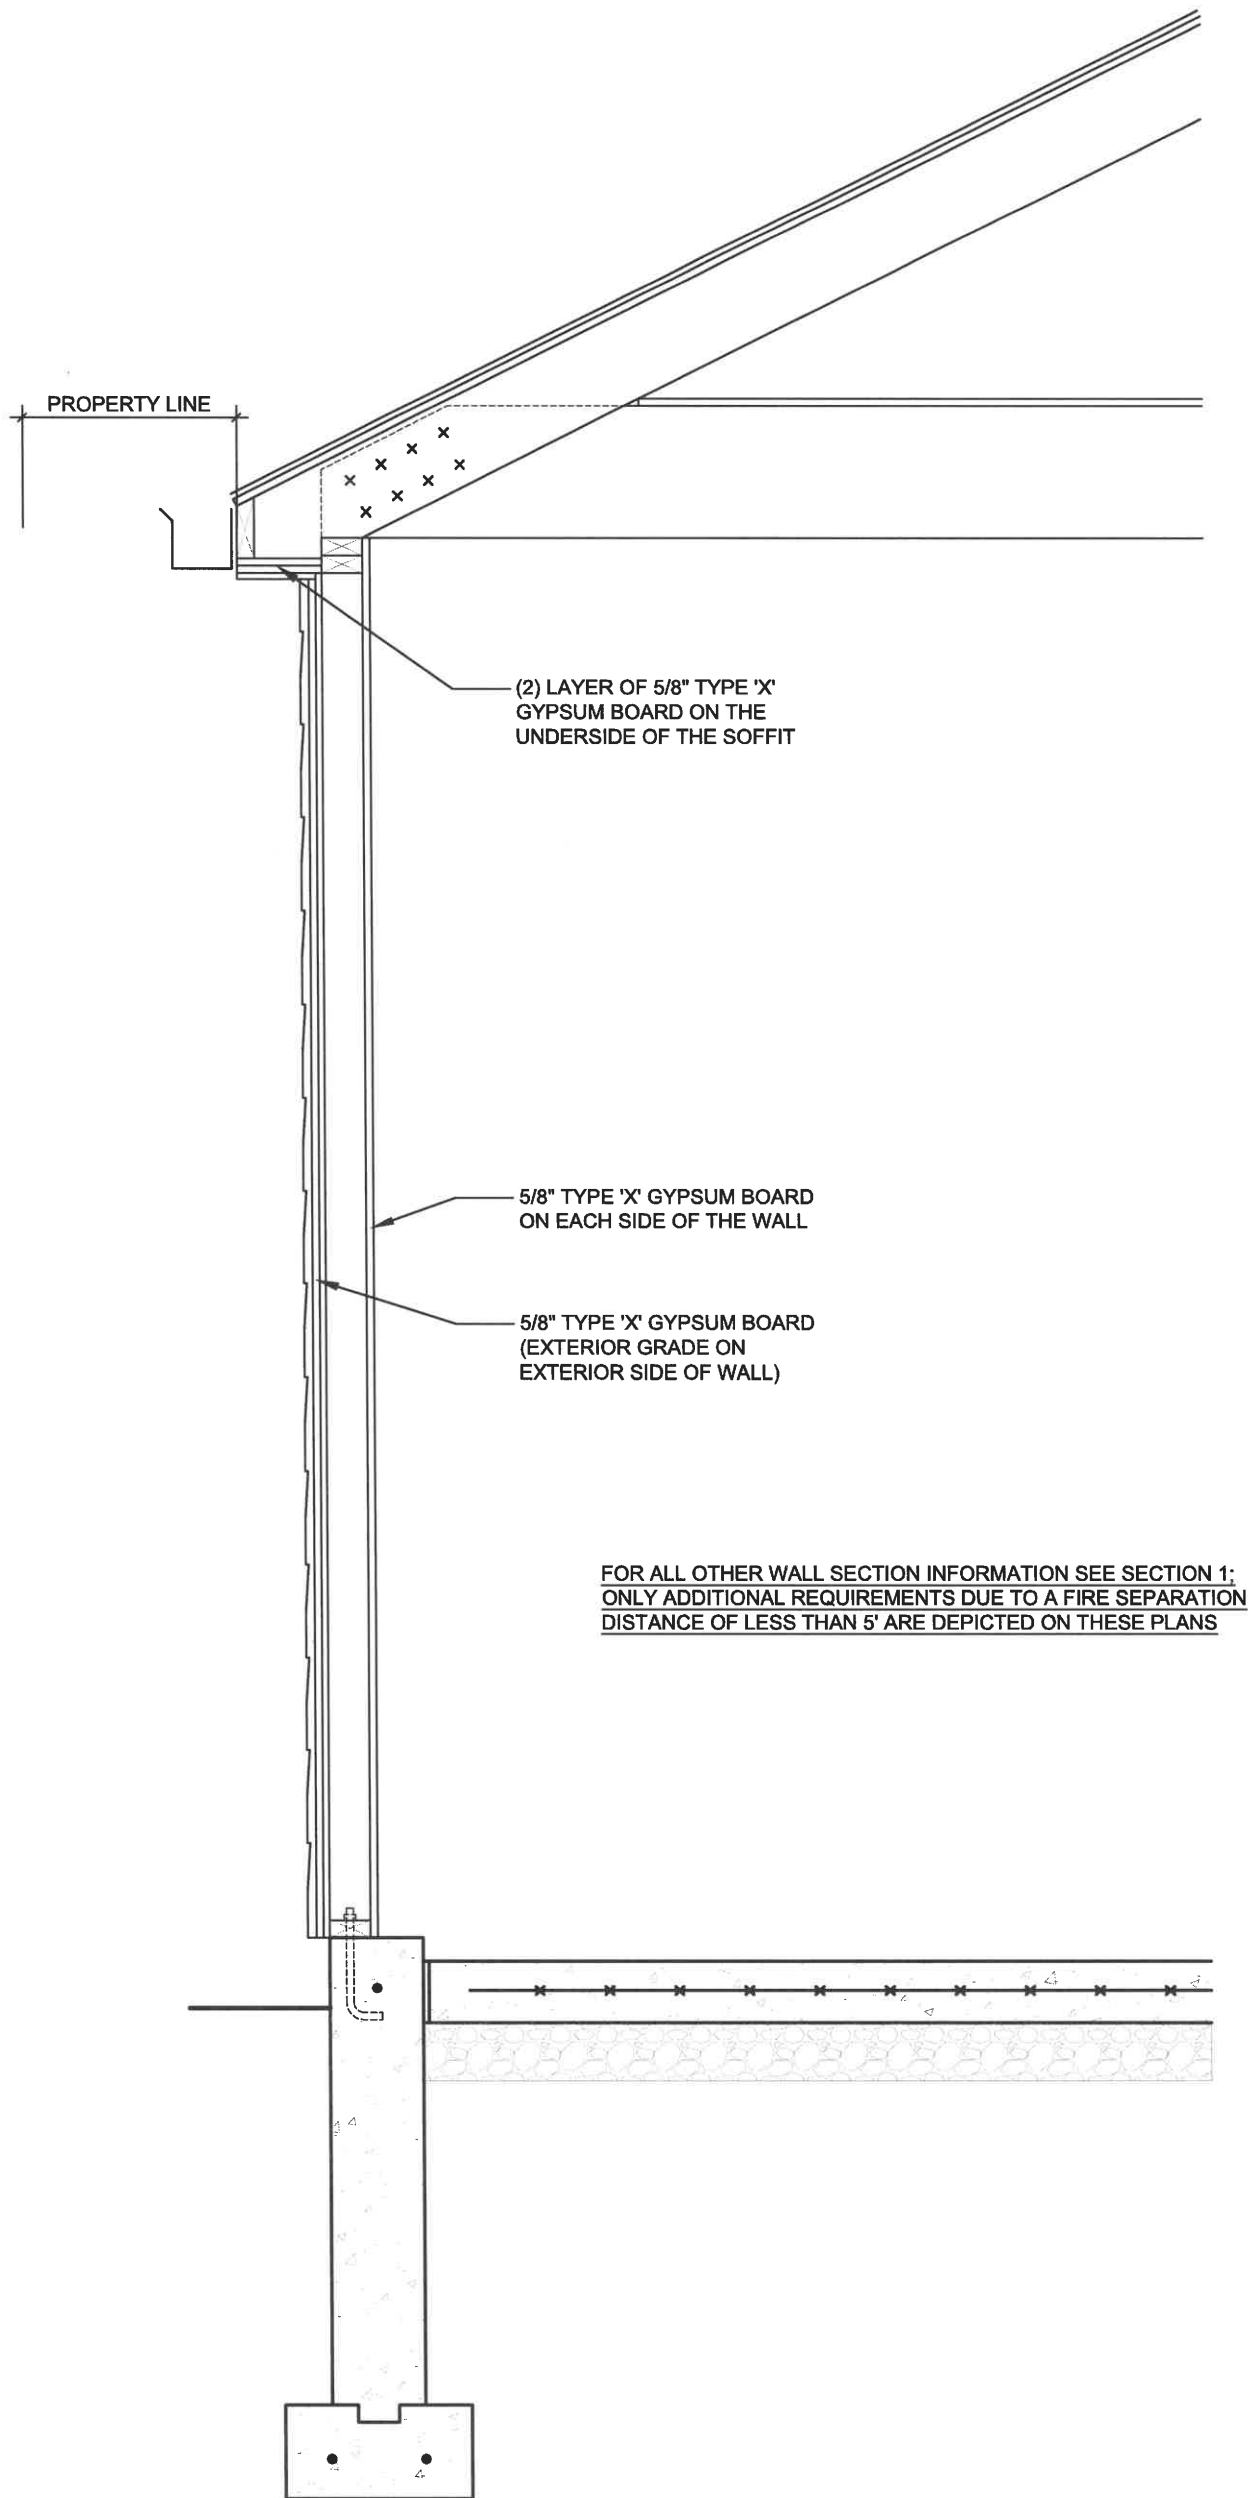 PROPERTY LINE
(2) LAYER OF 5/8" TYPE 'X'
GYPSUM BOARD ON THE
UNDERSIDE OF THE SOFFIT
5/8" TYPE 'X' GYPSUM BOARD
ON EACH SIDE OF THE WALL
5/8" TYPE 'X' GYPSUM BOARD
(EXTERIOR GRADE ON
EXTERIOR SIDE OF WALL)
FOR ALL OTHER WALL SECTION INFORMATION SEE SECTION 1;
ONLY ADDITIONAL REQUIREMENTS DUE TO A FIRE SEPARATION
DISTANCE OF LESS THAN 5' ARE DEPICTED ON THESE PLANS